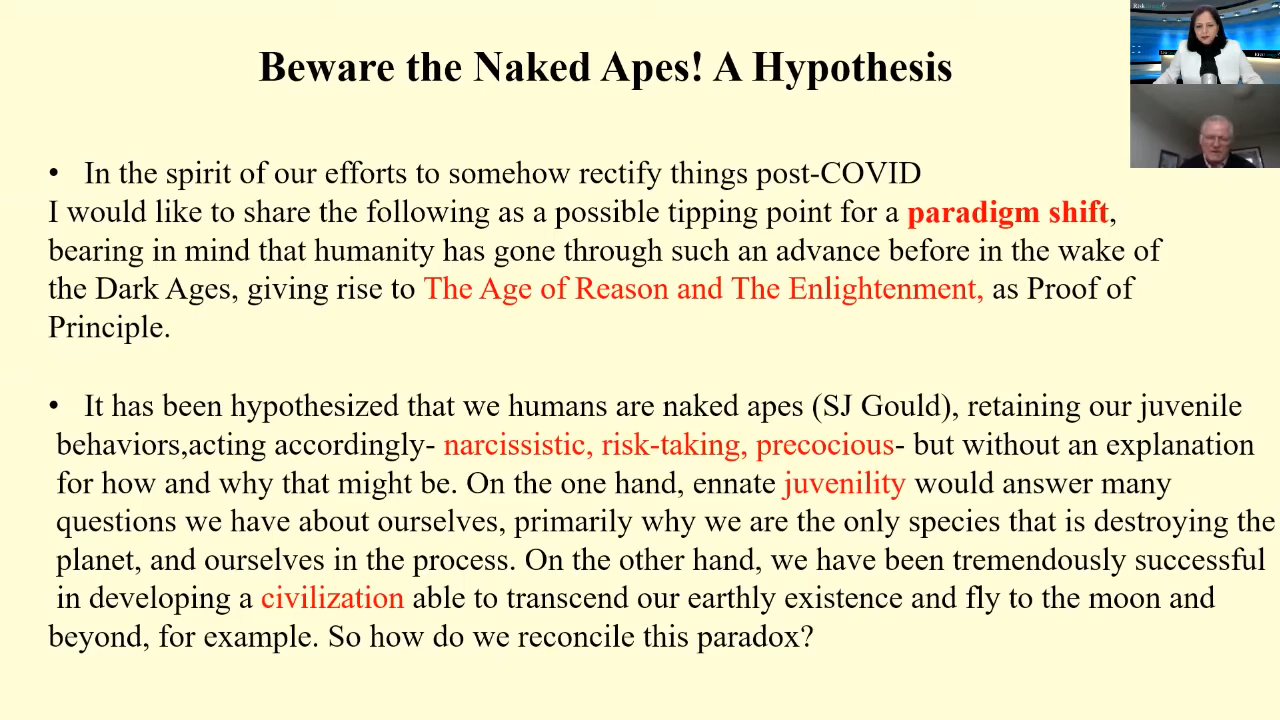 Beware the Naked Apes! A Hypothesis
• In the spirit of our efforts to somehow rectify things post-COVID
I would like to share the following as a possible tipping point for a paradigm shift,
bearing in mind that humanity has gone through such an advance before in the wake of
the Dark Ages, giving rise to The Age of Reason and The Enlightenment, as Proof of
Principle.
• It has been hypothesized that we humans are naked apes (SJ Gould), retaining our juvenile
behaviors,acting accordingly- narcissistic, risk-taking, precocious- but without an explanation
for how and why that might be. On the one hand, ennate juvenility would answer many
questions we have about ourselves, primarily why we are the only species that is destroying the
planet, and ourselves in the process. On the other hand, we have been tremendously successful
in developing a civilization able to transcend our earthly existence and fly to the moon and
beyond, for example. So how do we reconcile this paradox?